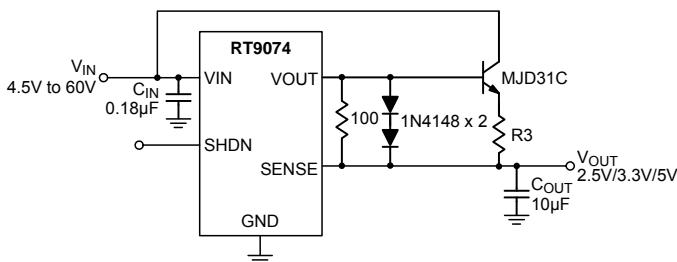 RT9074
VIN
4.5V to 60V
CIN
0.18µF
VIN
VOUT
MJD31C
100
1N4148 x 2
R3
SHDN
SENSE
VOUT
2.5V/3.3V/5V
COUT
10µF
GND